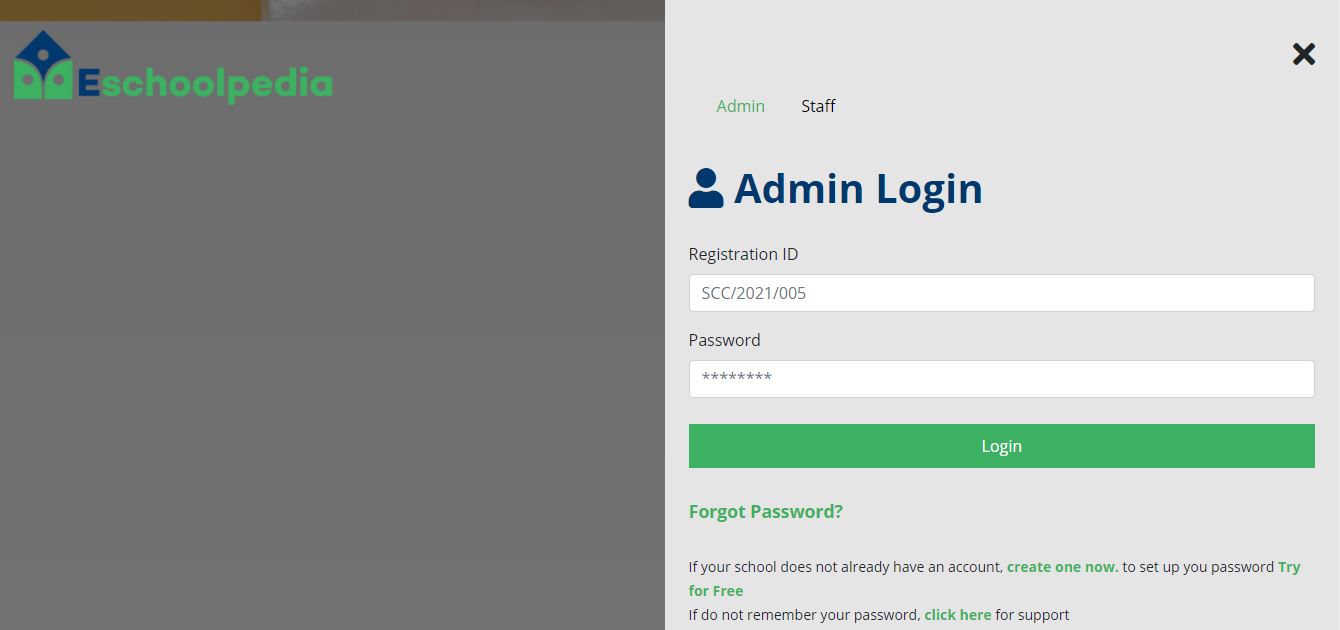 Eschoolpedia
Admin Staff
Admin Login
Registration ID
SCC/2021/005
Password
********
Login
Forgot Password?
If your school does not already have an account, create one now. to set up you password Try
for Free
If do not remember your password, click here for support